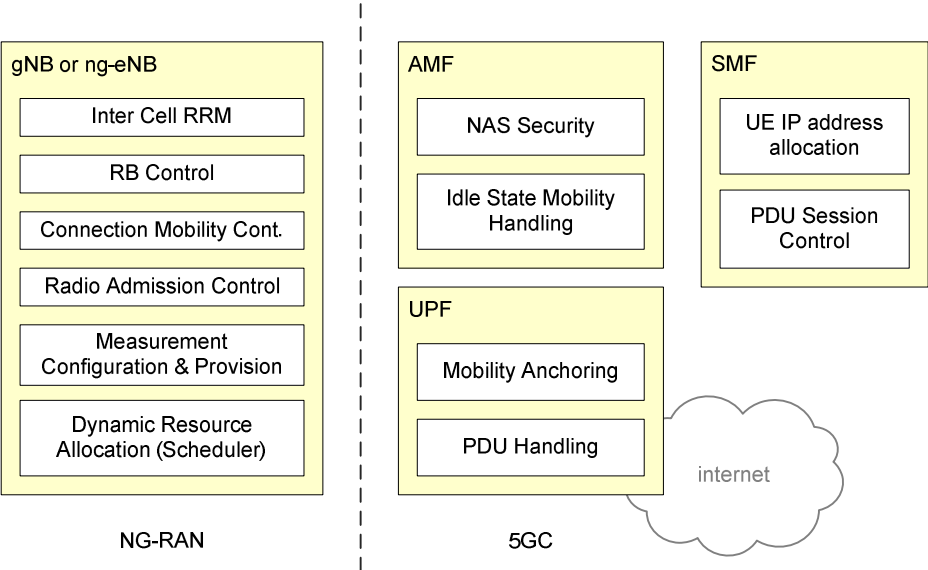 gNB or ng-eNB
Inter Cell RRM
RB Control
Connection Mobility Cont.
Radio Admission Control
Measurement
Configuration & Provision
Dynamic Resource
Allocation (Scheduler)
NG-RAN
AMF
NAS Security
Idle State Mobility
Handling
SMF
UE IP address
allocation
PDU Session
Control
UPF
Mobility Anchoring
PDU Handling
internet
5GC